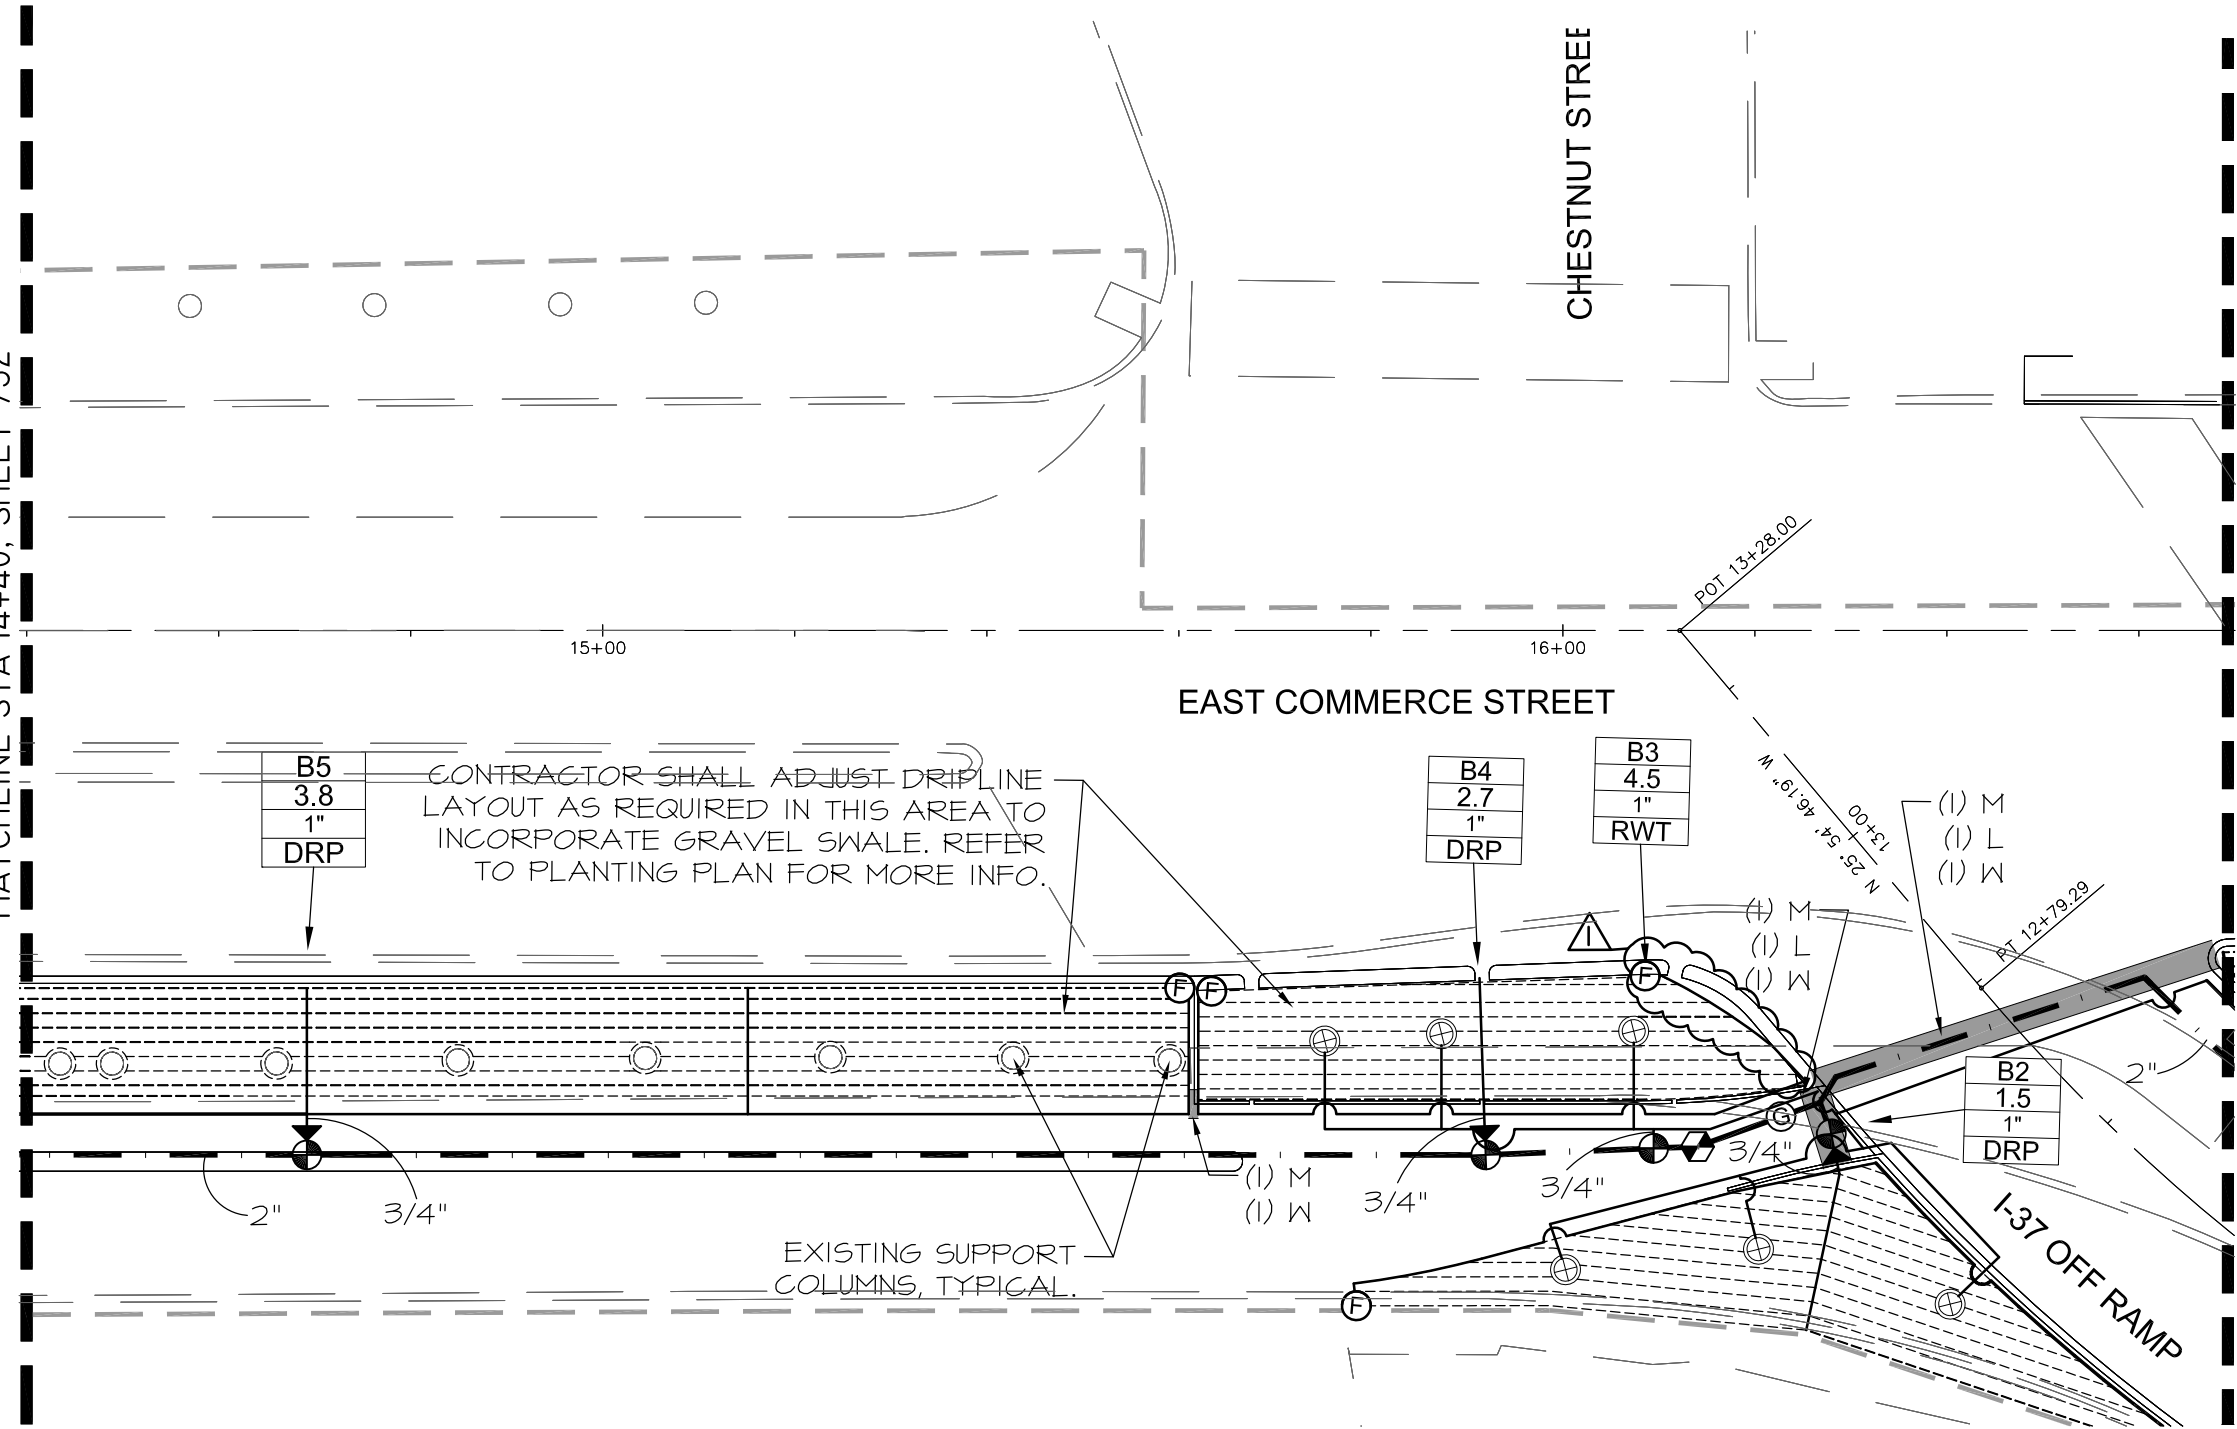 CHESTNUT STREE
POT 13+28.00
15+00
16+00
EAST COMMERCE STREET
N 25° 54' 46.19" W
13+00
PT 12+79.29
B5
3.8
1"
DRP
CONTRACTOR SHALL ADJUST DRIPLINE
LAYOUT AS REQUIRED IN THIS AREA TO
INCORPORATE GRAVEL SWALE. REFER
TO PLANTING PLAN FOR MORE INFO.
B4
2.7
1"
DRP
B3
4.5
1"
RWT
(1) M
(1) L
(1) W
(1) M
(1) L
(1) W
1
F
F
F
G
B2
1.5
1"
DRP
2"
2"
3/4"
(1) M
(1) W
3/4"
3/4"
3/4"
EXISTING SUPPORT
COLUMNS, TYPICAL.
F
I-37 OFF RAMP